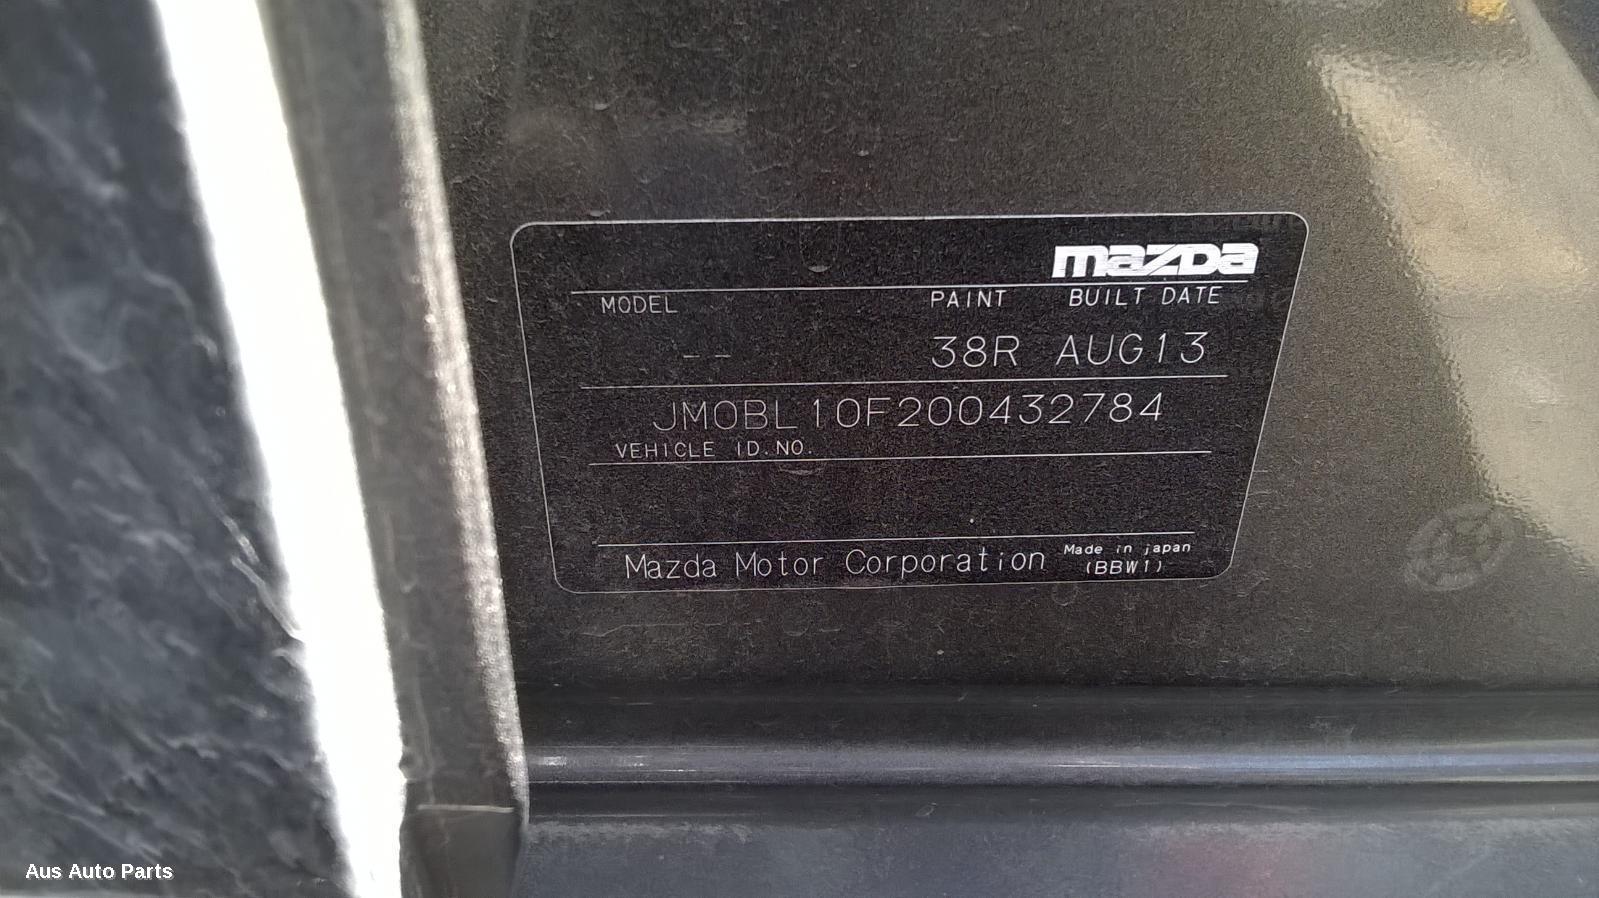 mazda
MODEL PAINT BUILT DATE
-- 38R AUG13
JM0BL10F200432784
VEHICLE ID.NO.
Mazda Motor Corporation Made in japan
(BBW1)
Aus Auto Parts